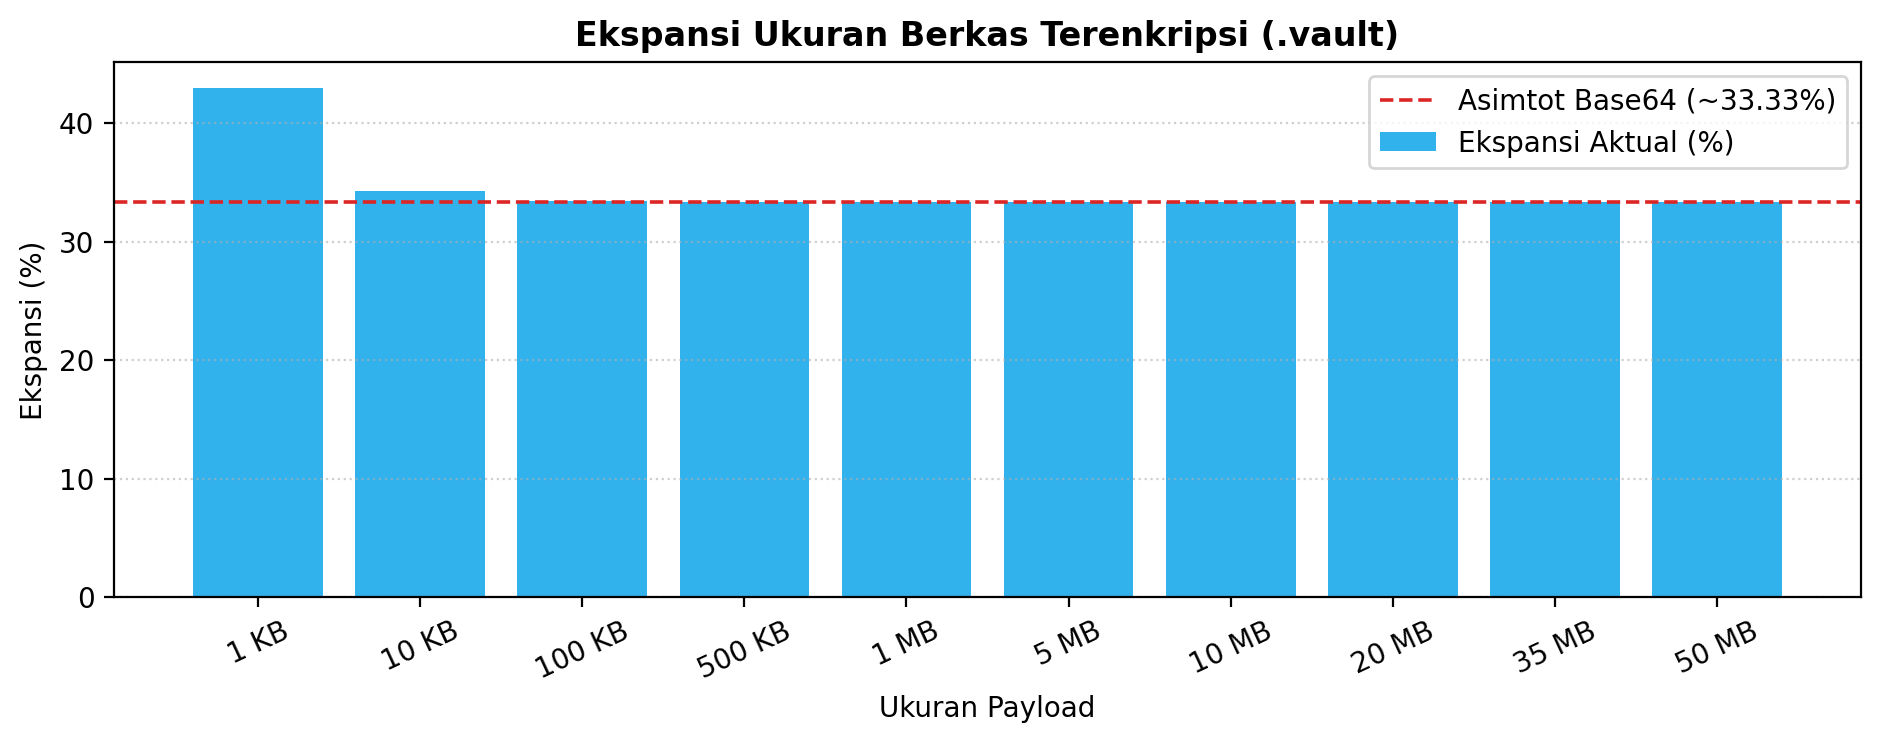 Ekspansi Ukuran Berkas Terenkripsi (.vault)
Asimtot Base64 (~33.33%)
Ekspansi Aktual (%)
Ekspansi (%)
40
30
20
10
0
1 KB
10 KB
100 KB
500 KB
1 MB
5 MB
10 MB
20 MB
35 MB
50 MB
Ukuran Payload